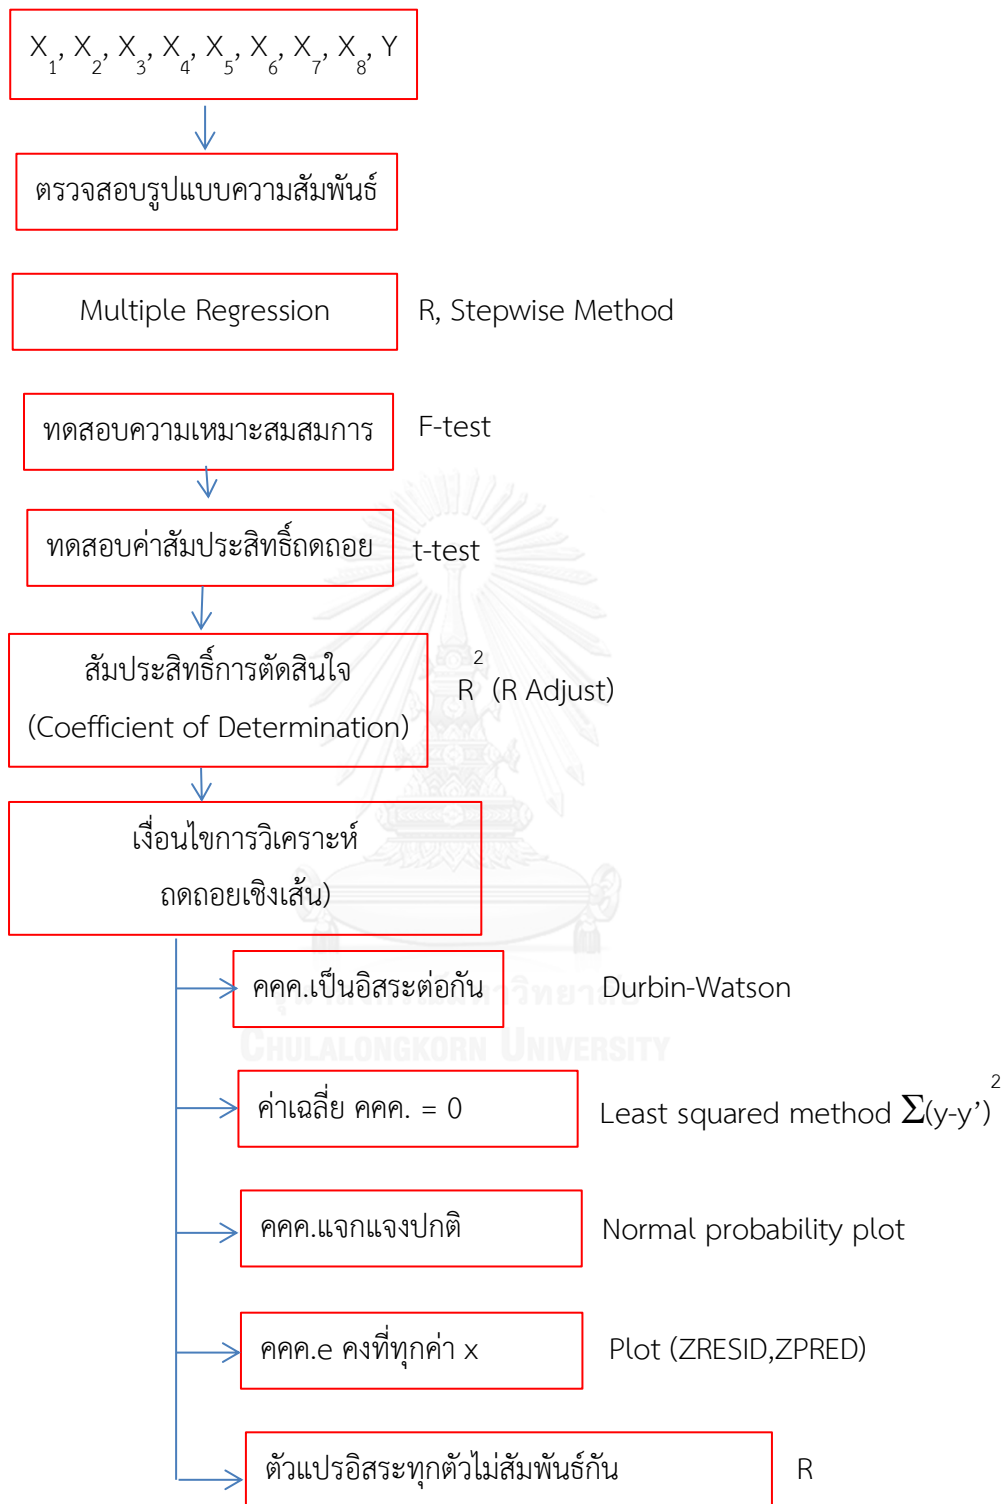 X1, X2, X3, X4, X5, X6, X7, X8, Y
ตรวจสอบรูปแบบความสัมพันธ์
Multiple Regression R, Stepwise Method
ทดสอบความเหมาะสมสมการ F-test
ทดสอบค่าสัมประสิทธิ์ถดถอย t-test
สัมประสิทธิ์การตัดสินใจ
(Coefficient of Determination) R2 (R Adjust)
เงื่อนไขการวิเคราะห์
ถดถอยเชิงเส้น)
คคค.เป็นอิสระต่อกัน Durbin-Watson
CHULALONGKORN UNIVERSITY
ค่าเฉลี่ย คคค. = 0 Least squared method Σ(y-y’)2
คคค.แจกแจงปกติ Normal probability plot
คคค.e คงที่ทุกค่า x Plot (ZRESID,ZPRED)
ตัวแปรอิสระทุกตัวไม่สัมพันธ์กัน R